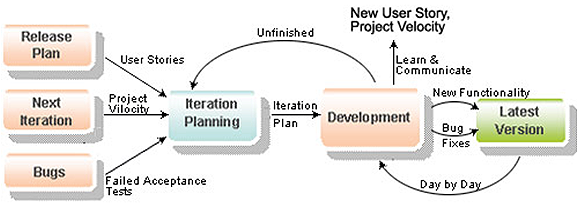 New User Story,
Project Velocity
Release
Plan
User Stories
Unfinished
Learn &
Communicate
Next
Iteration
Project
Vilocity
Iteration
Planning
Iteration
Plan
Development
New Functionality
Bug
Fixes
Latest
Version
Bugs
Failed Acceptance
Tests
Day by Day